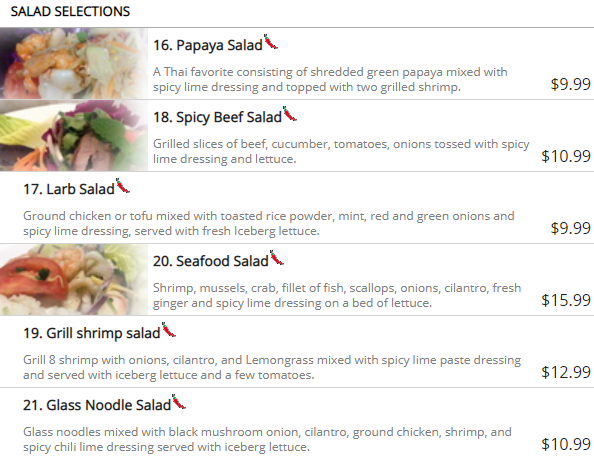 SALAD SELECTIONS
16. Papaya Salad
A Thai favorite consisting of shredded green papaya mixed with
spicy lime dressing and topped with two grilled shrimp.
$9.99
18. Spicy Beef Salad
Grilled slices of beef, cucumber, tomatoes, onions tossed with spicy
lime dressing and lettuce.
$10.99
17. Larb Salad
Ground chicken or tofu mixed with toasted rice powder, mint, red and green onions and
spicy lime dressing, served with fresh Iceberg lettuce.
$9.99
20. Seafood Salad
Shrimp, mussels, crab, fillet of fish, scallops, onions, cilantro, fresh
ginger and spicy lime dressing on a bed of lettuce.
$15.99
19. Grill shrimp salad
Grill 8 shrimp with onions, cilantro, and Lemongrass mixed with spicy lime paste dressing
and served with iceberg lettuce and a few tomatoes.
$12.99
21. Glass Noodle Salad
Glass noodles mixed with black mushroom onion, cilantro, ground chicken, shrimp, and
spicy chili lime dressing served with iceberg lettuce.
$10.99